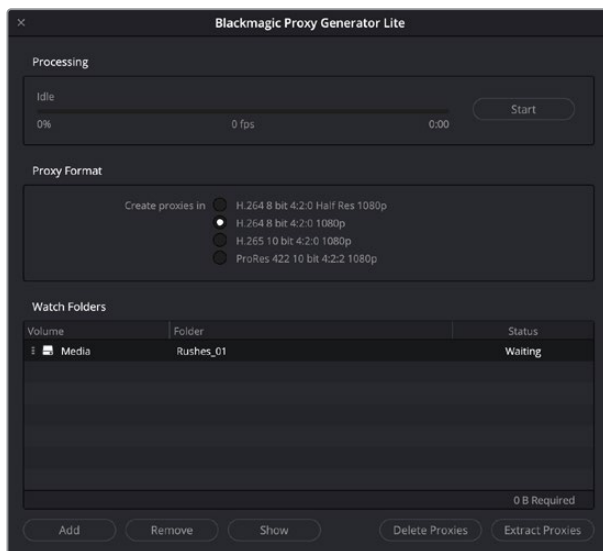 Blackmagic Proxy Generator Lite
Processing
Idle
0% 0 fps 0:00
Start
Proxy Format
Create proxies in H.264 8 bit 4:2:0 Half Res 1080p
H.264 8 bit 4:2:0 1080p
H.265 10 bit 4:2:0 1080p
ProRes 422 10 bit 4:2:2 1080p
Watch Folders
Volume Folder Status
Media Rushes_01 Waiting
0 B Required
Add Remove Show Delete Proxies Extract Proxies